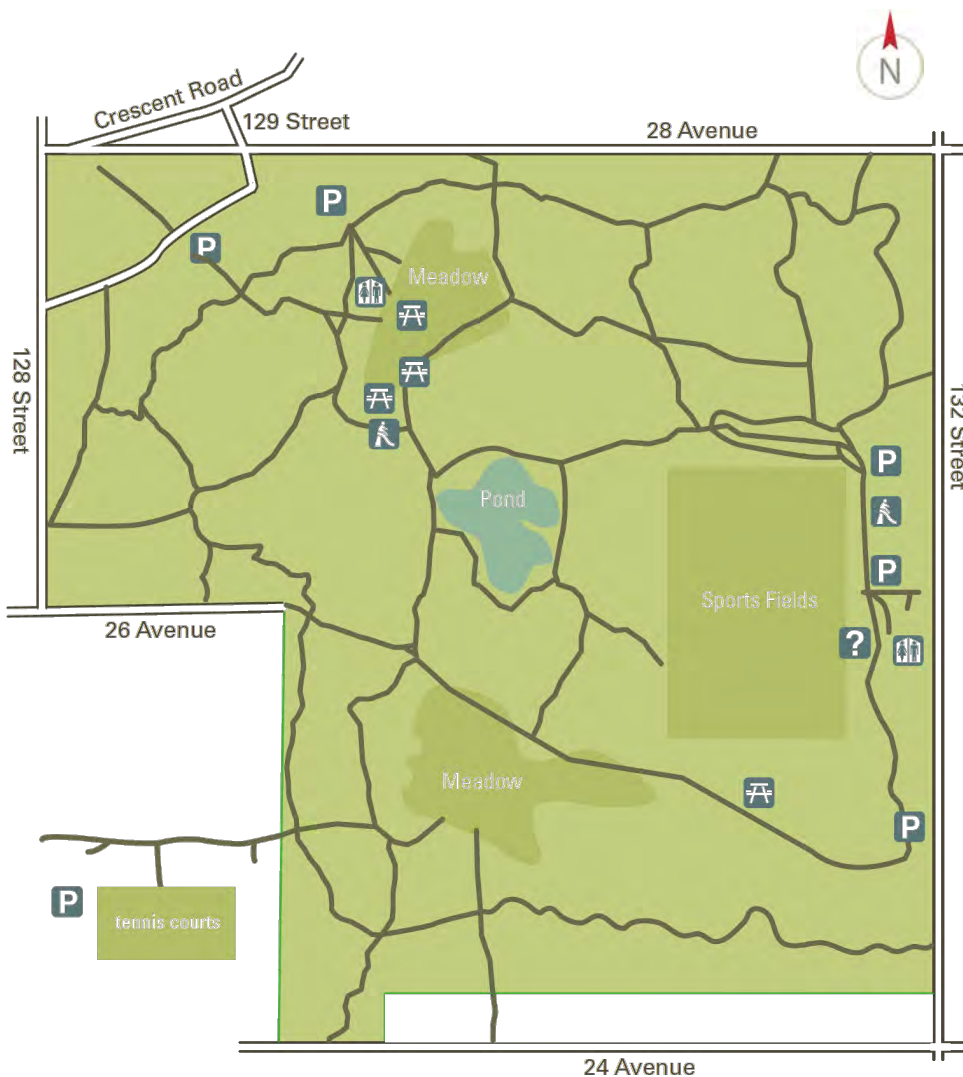 N
Crescent Road
129 Street
28 Avenue
P
P
Meadow
128 Street
132 Street
P
Pond
P
Sports Fields
26 Avenue
?
Meadow
P
P
tennis courts
24 Avenue